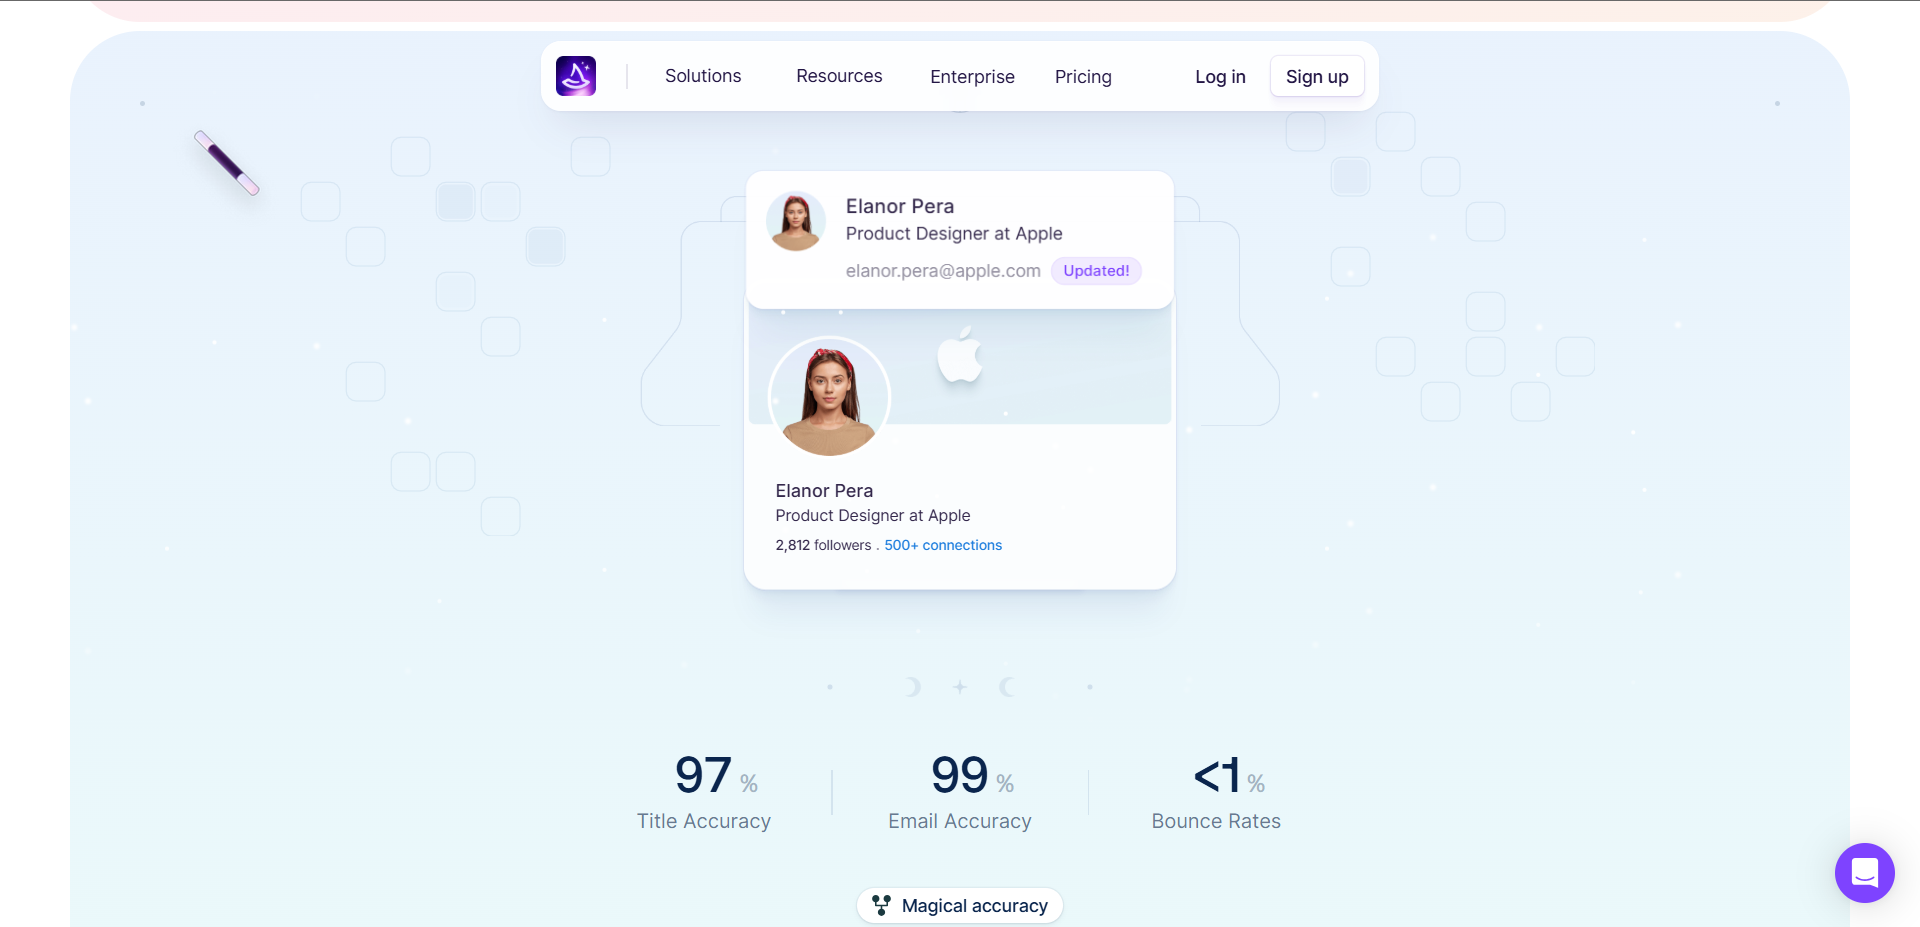 Solutions Resources Enterprise Pricing Log in Sign up
Elanor Pera
Product Designer at Apple
elanor.pera@apple.com Updated!
Elanor Pera
Product Designer at Apple
2,812 followers . 500+ connections
97 % 99 % <1 %
Title Accuracy Email Accuracy Bounce Rates
Magical accuracy